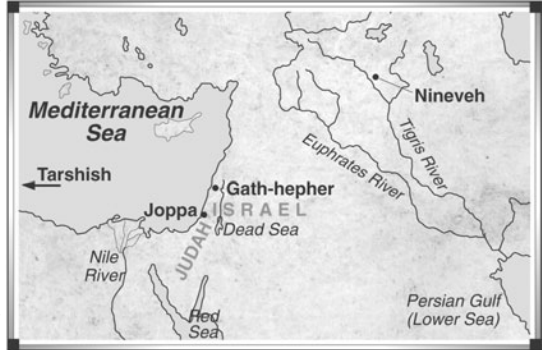 Mediterranean
Sea
Nineveh
Tigris River
Euphrates River
Tarshish
Gath-hepher
Joppa
ISRAEL
Dead Sea
JUDAH
Nile
River
Red
Sea
Persian Gulf
(Lower Sea)